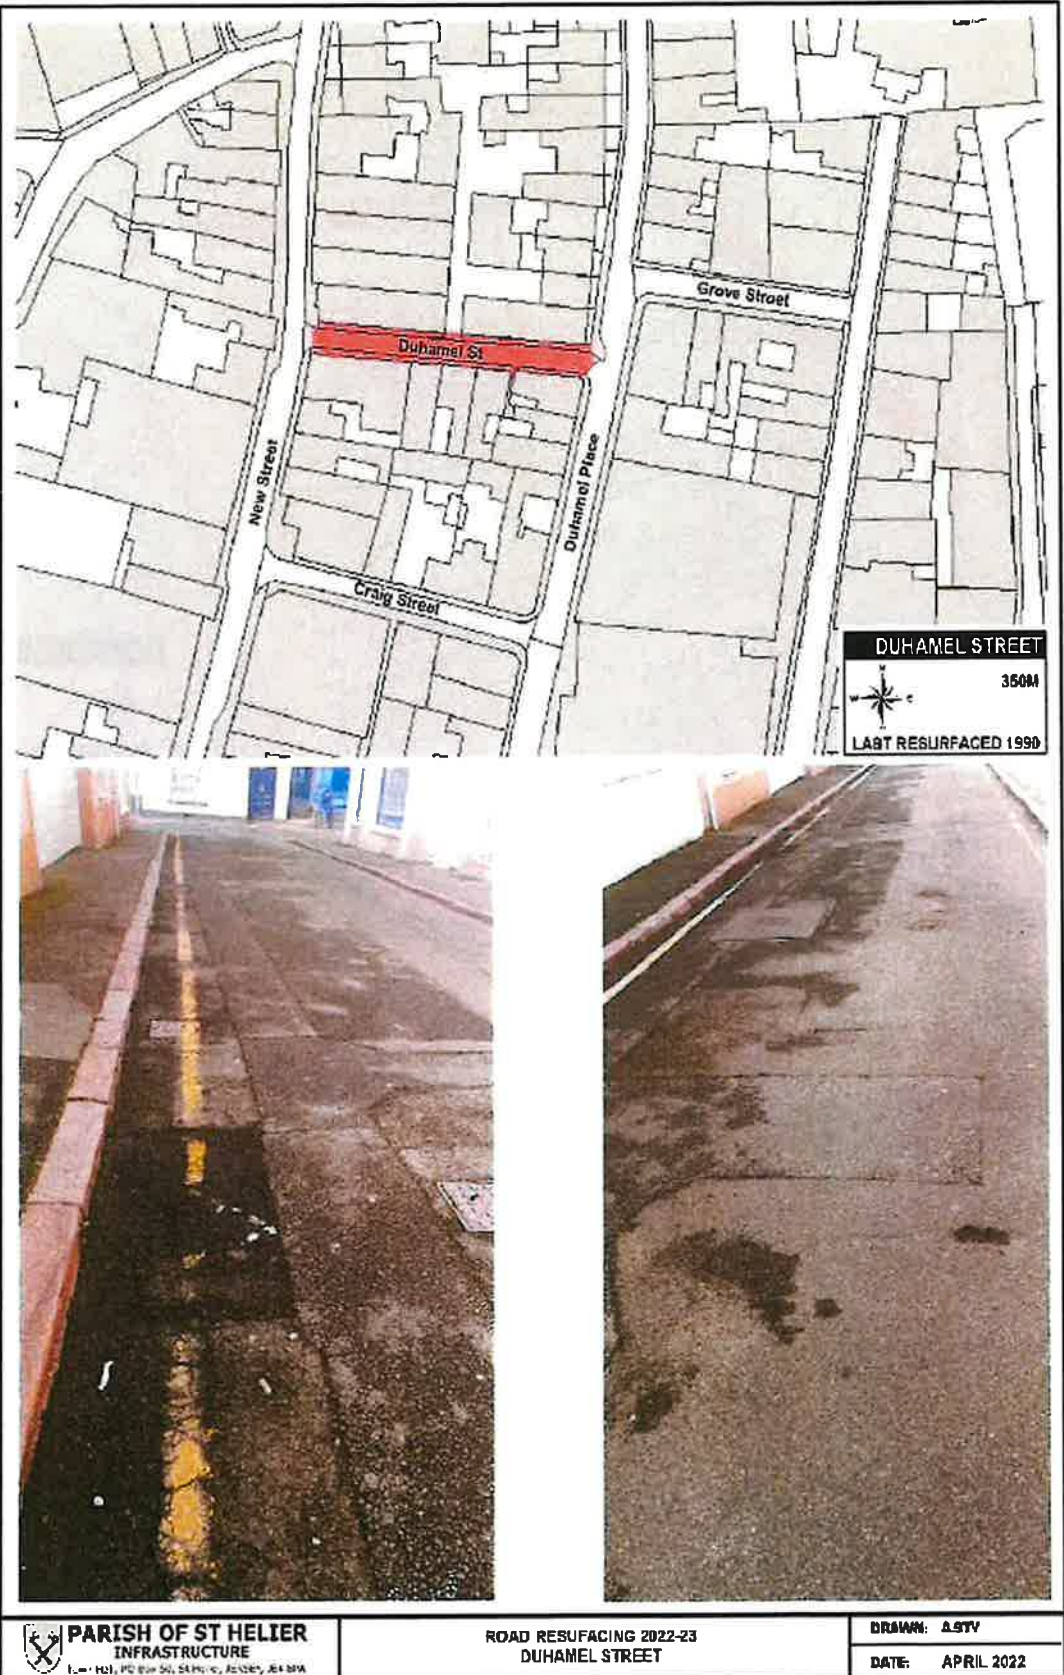 Grove Street
Duhamel St
New Street
Duhamel Place
Craig Street
DUHAMEL STREET
N
W
350M
LAST RESURFACED 1990
PARISH OF ST HELIER
INFRASTRUCTURE
ROAD RESUFACING 2022-23
DUHAMEL STREET
DRAWN:
DATE: APRIL 2022